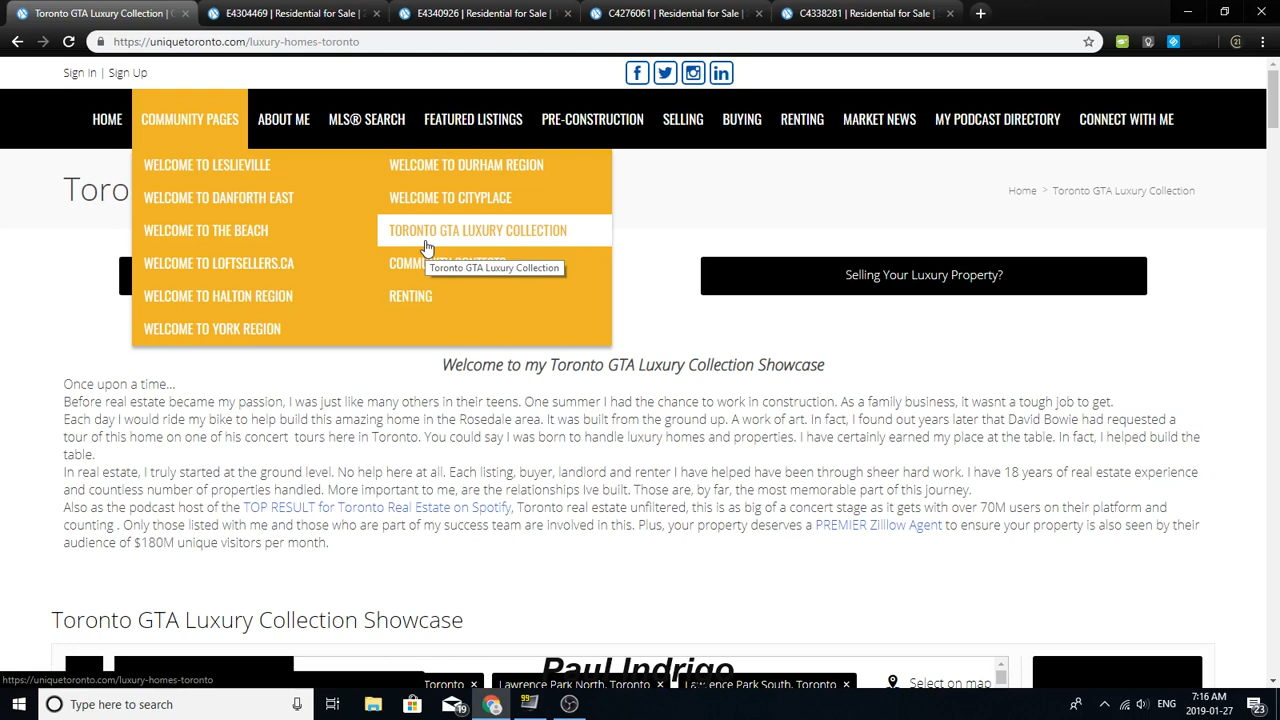 Toronto GTA Luxury Collection |
E4304469 | Residential for Sale |
E4340926 | Residential for Sale |
C4276061 | Residential for Sale |
C4338281 | Residential for Sale |
https://uniquetoronto.com/luxury-homes-toronto
Sign In | Sign Up
HOME COMMUNITY PAGES ABOUT ME MLS® SEARCH FEATURED LISTINGS PRE-CONSTRUCTION SELLING BUYING RENTING MARKET NEWS MY PODCAST DIRECTORY CONNECT WITH ME
WELCOME TO LESLIEVILLE WELCOME TO DURHAM REGION
Toro
Home > Toronto GTA Luxury Collection
WELCOME TO DANFORTH EAST WELCOME TO CITYPLACE
WELCOME TO THE BEACH TORONTO GTA LUXURY COLLECTION
WELCOME TO LOFTSELLERS.CA
Toronto GTA Luxury Collection
Selling Your Luxury Property?
WELCOME TO HALTON REGION RENTING
WELCOME TO YORK REGION
Welcome to my Toronto GTA Luxury Collection Showcase
Once upon a time...
Before real estate became my passion, I was just like many others in their teens. One summer I had the chance to work in construction. As a family business, it wasnt a tough job to get.
Each day I would ride my bike to help build this amazing home in the Rosedale area. It was built from the ground up. A work of art. In fact, I found out years later that David Bowie had requested a
tour of this home on one of his concert tours here in Toronto. You could say I was born to handle luxury homes and properties. I have certainly earned my place at the table. In fact, I helped build the
table.
In real estate, I truly started at the ground level. No help here at all. Each listing, buyer, landlord and renter I have helped have been through sheer hard work. I have 18 years of real estate experience
and countless number of properties handled. More important to me, are the relationships Ive built. Those are, by far, the most memorable part of this journey.
Also as the podcast host of the TOP RESULT for Toronto Real Estate on Spotify, Toronto real estate unfiltered, this is as big of a concert stage as it gets with over 70M users on their platform and
counting . Only those listed with me and those who are part of my success team are involved in this. Plus, your property deserves a PREMIER Zilllow Agent to ensure your property is also seen by their
audience of $180M unique visitors per month.
Toronto GTA Luxury Collection Showcase
Paul Indrigo
Select on map
https://uniquetoronto.com/luxury-homes-toronto
Toronto × Lawrence Park North, Toronto × Lawrence Park South, Toronto ×
Type here to search
19
99
7:16 AM
2019-01-27
23